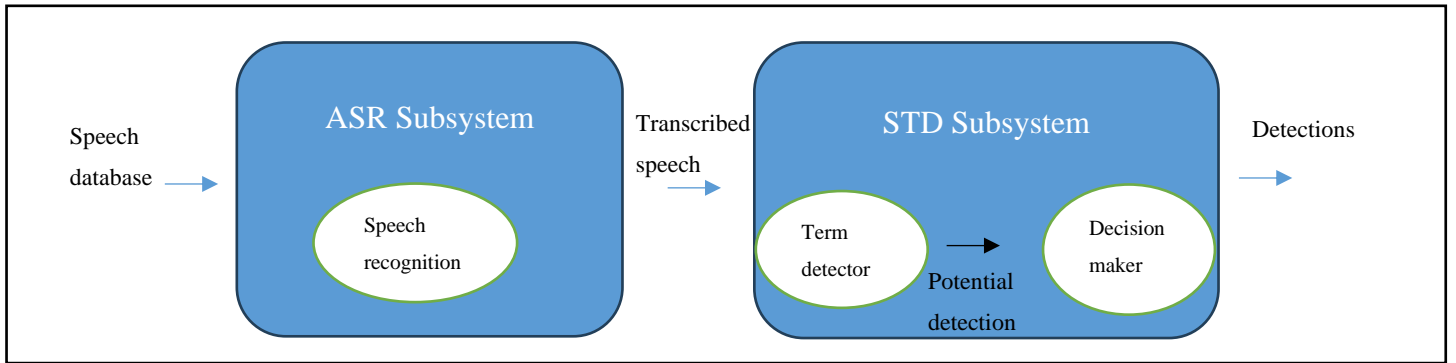 Speech
database
ASR Subsystem
Speech
recognition
Transcribed
speech
STD Subsystem
Term
detector
Potential
detection
Decision
maker
Detections